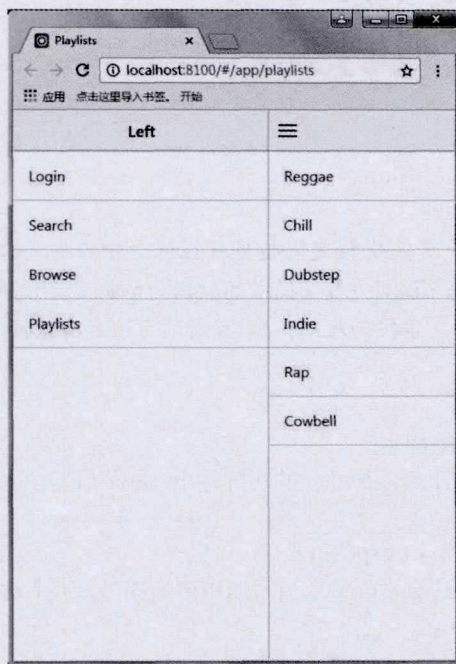 Playlists
localhost:8100/#/app/playlists
应用 点击这里导入书签。 开始
Left
Login
Search
Browse
Playlists
Reggae
Chill
Dubstep
Indie
Rap
Cowbell